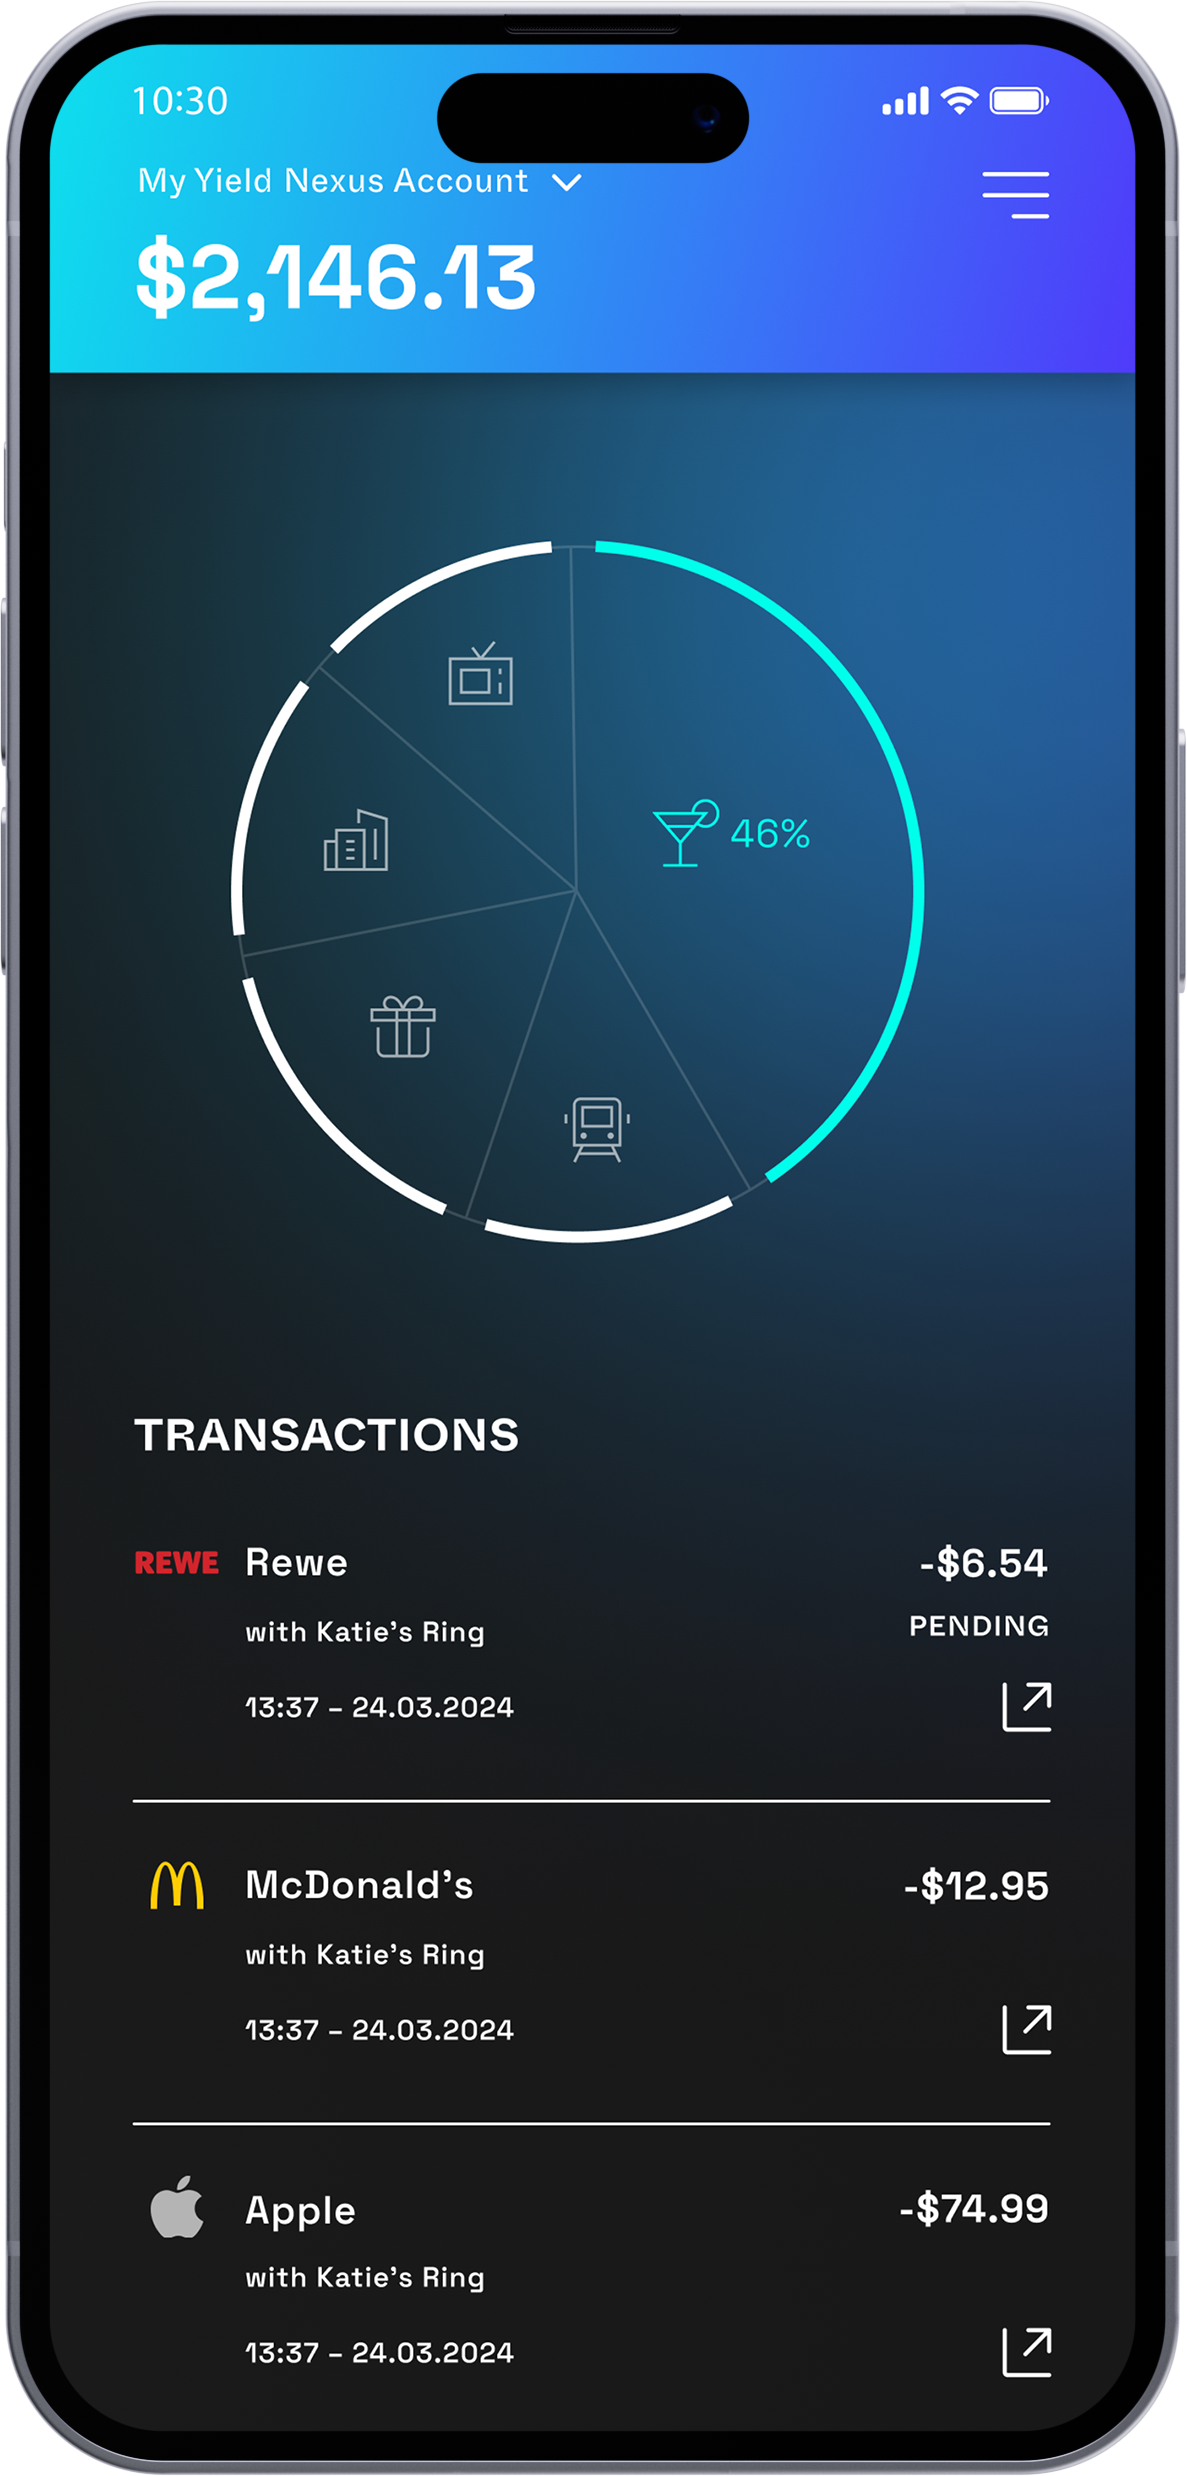 10:30
My Yield Nexus Account
$2,146.13
46%
TRANSACTIONS
REWE Rewe -$6.54
with Katie's Ring PENDING
13:37 – 24.03.2024
McDonald's -$12.95
with Katie's Ring
13:37 – 24.03.2024
Apple -$74.99
with Katie's Ring
13:37 – 24.03.2024